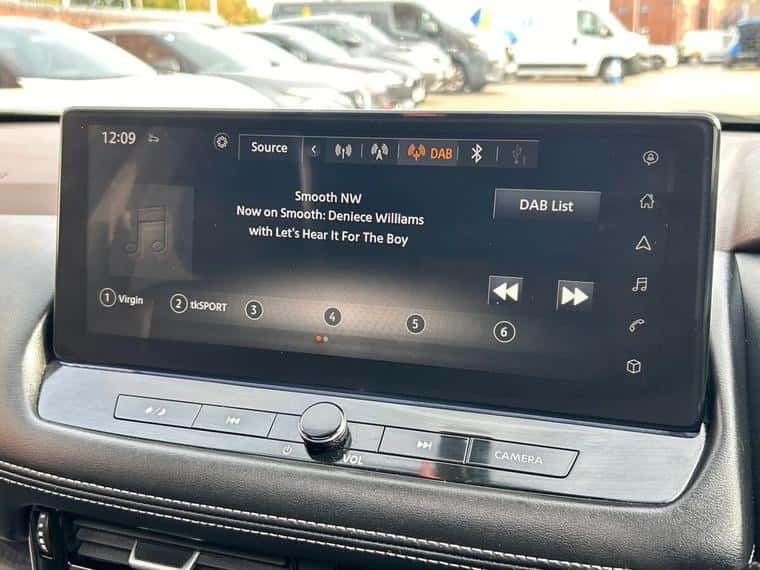 12:09
Source
DAB
Smooth NW
Now on Smooth: Deniece Williams
with Let's Hear It For The Boy
DAB List
1 Virgin
2 tkSPORT
3
4
5
6
VOL
CAMERA